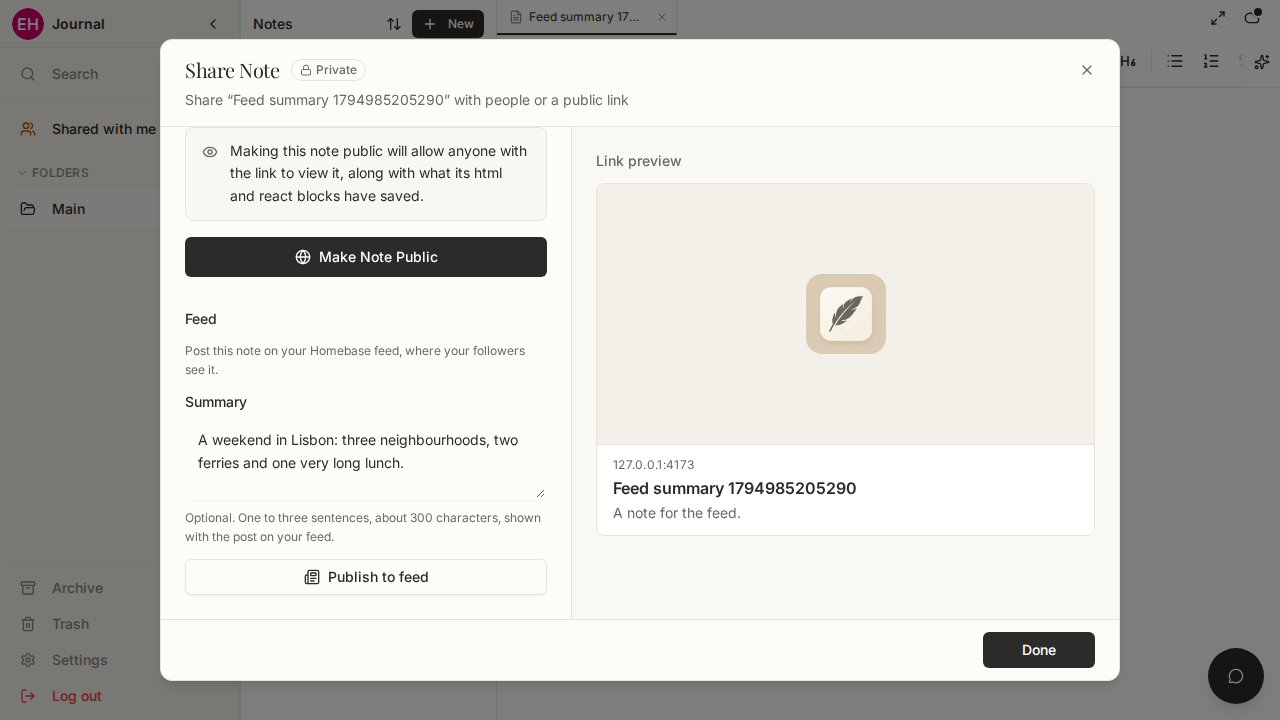 EH Journal
Notes
New
Feed summary 17...
Search
Shared with me
FOLDERS
Main
Archive
Trash
Settings
Log out
H6
Share Note
Private
Share “Feed summary 1794985205290” with people or a public link
Making this note public will allow anyone with
the link to view it, along with what its html
and react blocks have saved.
Make Note Public
Feed
Post this note on your Homebase feed, where your followers
see it.
Summary
A weekend in Lisbon: three neighbourhoods, two
ferries and one very long lunch.
Optional. One to three sentences, about 300 characters, shown
with the post on your feed.
Publish to feed
Link preview
127.0.0.1:4173
Feed summary 1794985205290
A note for the feed.
Done